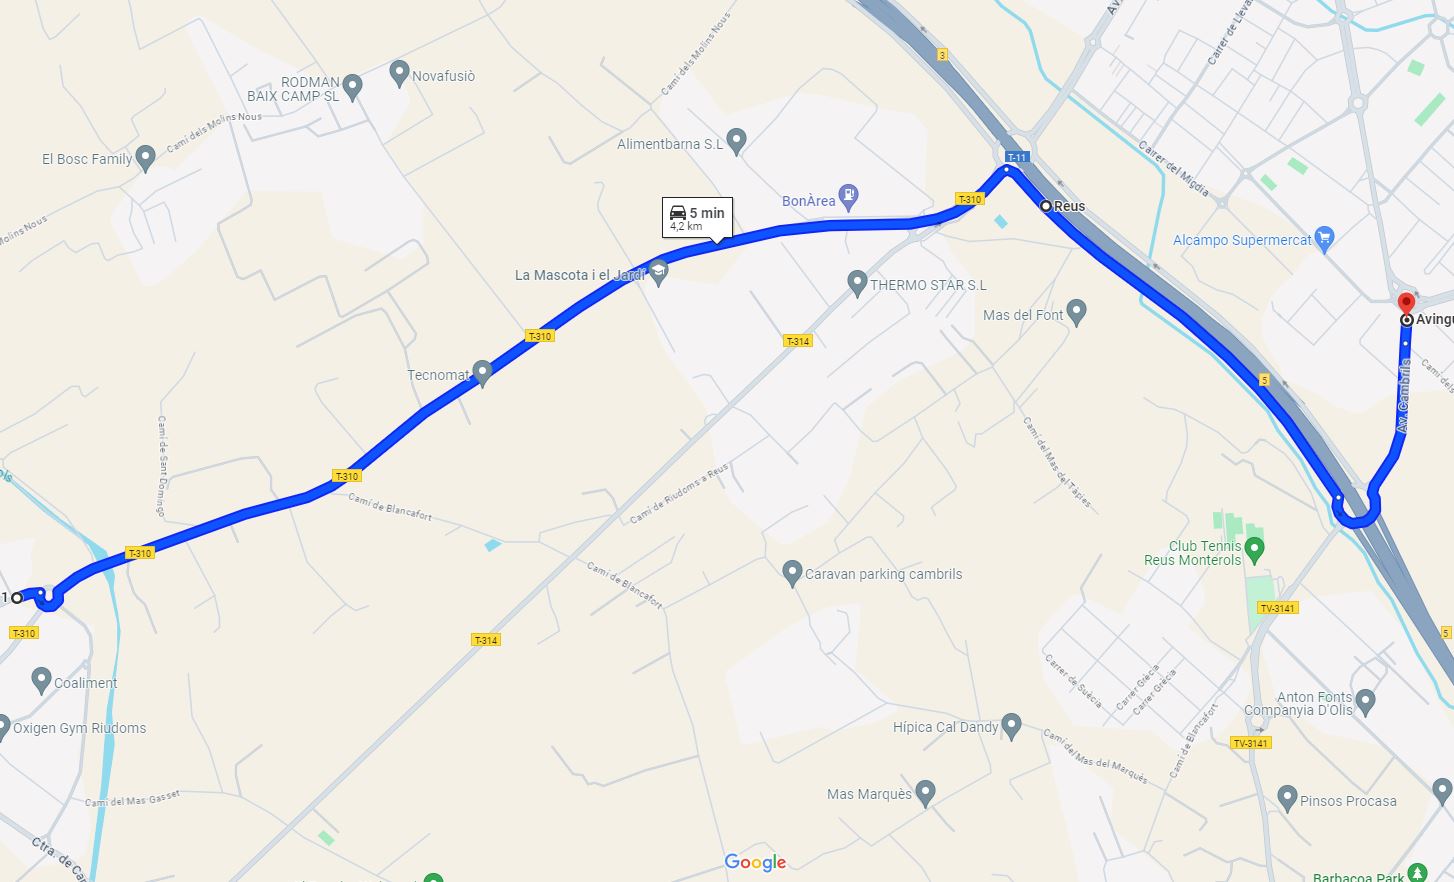 3
Camí dels Molins Nous
Carrer de Lleva
RODMAN
BAIX CAMP SL
Novafusiò
Camí dels Molins Nous
Alimentbarna S.L
El Bosc Family
T-11
Carrer del Migdia
BonÀrea
T-310
Reus
5 min
4,2 km
Molins Nous
Alcampo Supermercat
La Mascota i el Jardí
THERMO STAR S.L
Mas del Font
Avingu
T-310
T-314
Tecnomat
5
Av. Cambrils
Camí de Sant Domingo
Camí del Mas de Tapies
T-310
Camí de Riudoms a Reus
Camí de Blancafort
T-310
Club Tennis
Reus Monterols
Camí de Blancafort
Caravan parking cambrils
1
TV-3141
T-310
T-314
5
Coaliment
Carrer de Suècia
Carrer Grècia
Carrer Grècia
Anton Fonts
Companyia D'Olis
Oxigen Gym Riudoms
Hípica Cal Dandy
Camí de Blancafort
TV-3141
Camí del Mas del Marquès
Mas Marquès
Camí del Mas Gasset
Pinsos Procasa
Ctra. de Ca
Google
Barbacoa Park